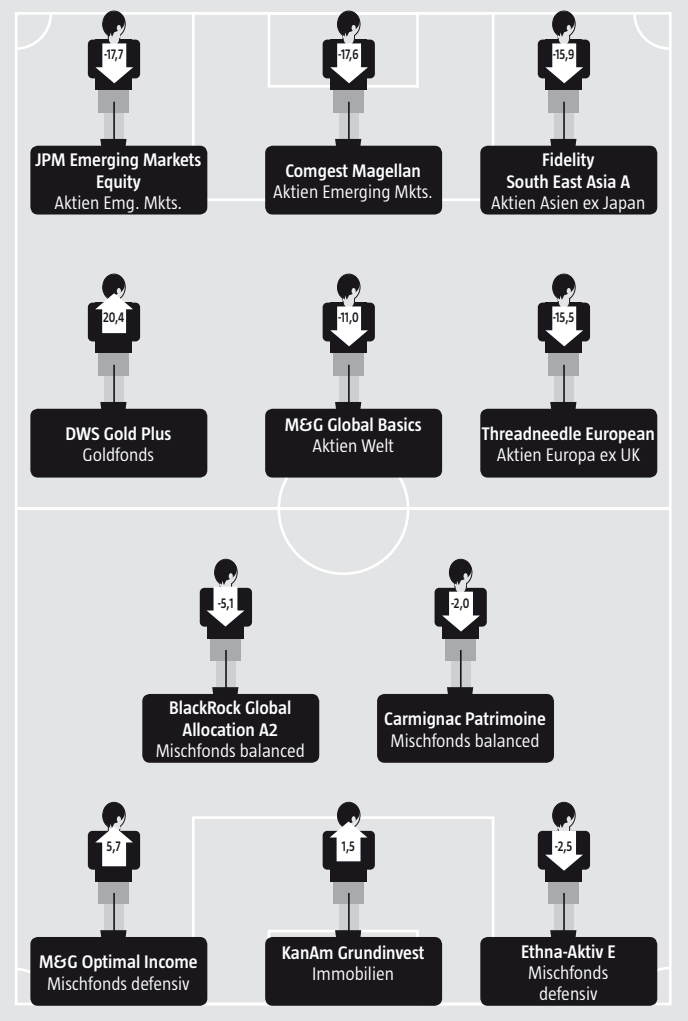 -17,7
JPM Emerging Markets
Equity
Aktien Emg. Mkts.
-17,6
Comgest Magellan
Aktien Emerging Mkts.
-15,9
Fidelity
South East Asia A
Aktien Asien ex Japan
20,4
DWS Gold Plus
Goldfonds
-11,0
M&G Global Basics
Aktien Welt
-15,5
Threadneedle European
Aktien Europa ex UK
-5,1
BlackRock Global
Allocation A2
Mischfonds balanced
-2,0
Carmignac Patrimoine
Mischfonds balanced
5,7
M&G Optimal Income
Mischfonds defensiv
1,5
KanAm Grundinvest
Immobilien
-2,5
Ethna-Aktiv E
Mischfonds
defensiv